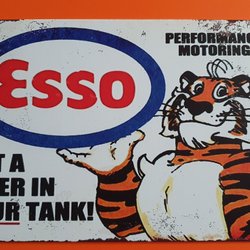 PERFORMANC
MOTORING
Esso
T A
ER IN
UR TANK!